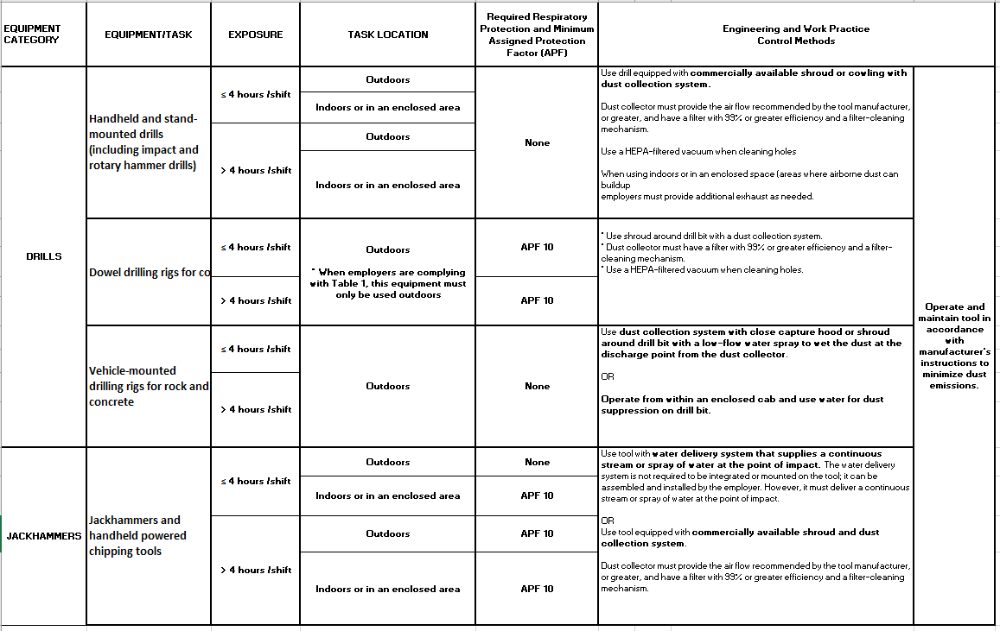 EQUIPMENT
CATEGORY
EQUIPMENT/TASK
EXPOSURE
TASK LOCATION
Required Respiratory
Protection and Minimum
Assigned Protection
Factor (APF)
Engineering and Work Practice
Control Methods
DRILLS
Handheld and stand-
mounted drills
(including impact and
rotary hammer drills)
≤ 4 hours /shift
Outdoors
Indoors or in an enclosed area
> 4 hours /shift
Outdoors
Indoors or in an enclosed area
None
Use drill equipped with commercially available shroud or cowling with
dust collection system.
Dust collector must provide the air flow recommended by the tool manufacturer,
or greater, and have a filter with 99% or greater efficiency and a filter-cleaning
mechanism.
Use a HEPA-filtered vacuum when cleaning holes
When using indoors or in an enclosed space (areas where airborne dust can
buildup
employers must provide additional exhaust as needed.
Dowel drilling rigs for co
≤ 4 hours /shift
> 4 hours /shift
Outdoors
* When employers are complying
with Table 1, this equipment must
only be used outdoors
APF 10
APF 10
* Use shroud around drill bit with a dust collection system.
* Dust collector must have a filter with 99% or greater efficiency and a filter-
cleaning mechanism.
* Use a HEPA-filtered vacuum when cleaning holes.
Vehicle-mounted
drilling rigs for rock and
concrete
≤ 4 hours /shift
> 4 hours /shift
Outdoors
None
Use dust collection system with close capture hood or shroud
around drill bit with a low-flow water spray to wet the dust at the
discharge point from the dust collector.
OR
Operate from within an enclosed cab and use water for dust
suppression on drill bit.
JACKHAMMERS
Jackhammers and
handheld powered
chipping tools
≤ 4 hours /shift
Outdoors
None
Indoors or in an enclosed area
APF 10
> 4 hours /shift
Outdoors
APF 10
Indoors or in an enclosed area
APF 10
Use tool with water delivery system that supplies a continuous
stream or spray of water at the point of impact. The water delivery
system is not required to be integrated or mounted on the tool; it can be
assembled and installed by the employer. However, it must deliver a continuous
stream or spray of water at the point of impact.
OR
Use tool equipped with commercially available shroud and dust
collection system.
Dust collector must provide the air flow recommended by the tool manufacturer,
or greater, and have a filter with 99% or greater efficiency and a filter-cleaning
mechanism.
Operate and
maintain tool in
accordance
with
manufacturer's
instructions to
minimize dust
emissions.